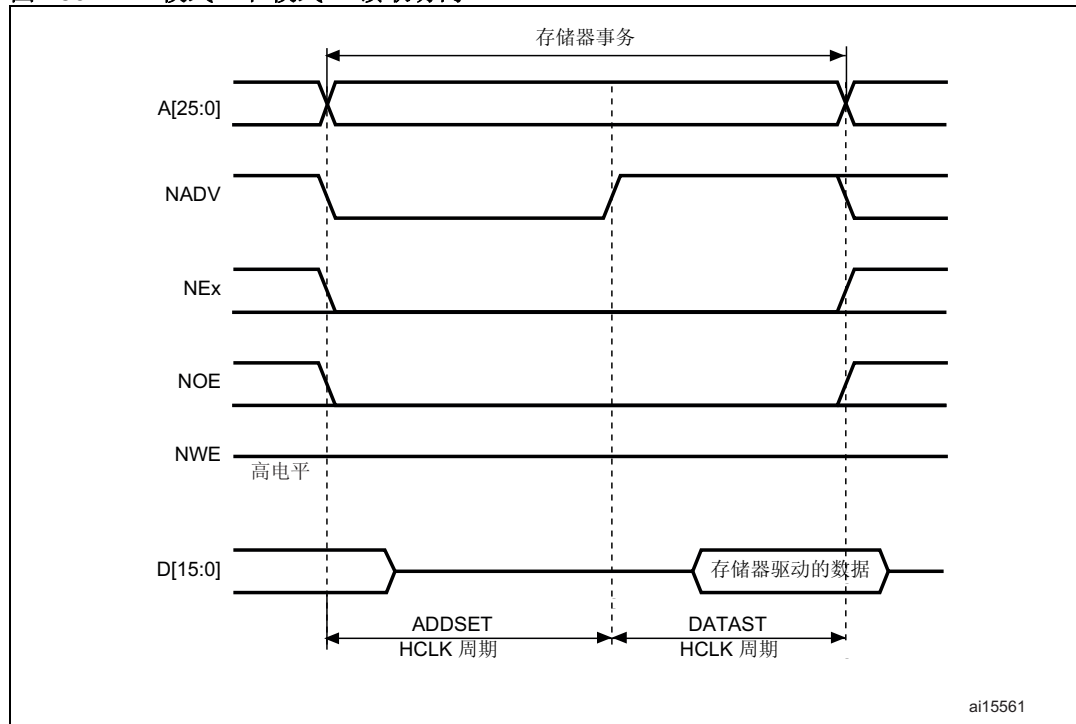 存储器事务
A[25:0]
NADV
NEx
NOE
NWE
高电平
D[15:0]
存储器驱动的数据
ADDSET
HCLK 周期
DATAST
HCLK 周期
ai15561